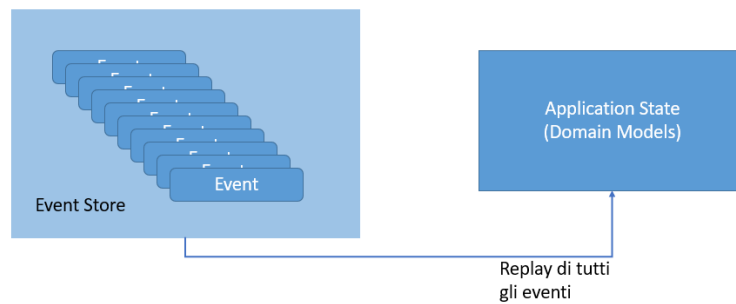 Event
Event Store
Application State
(Domain Models)
Replay di tutti
gli eventi